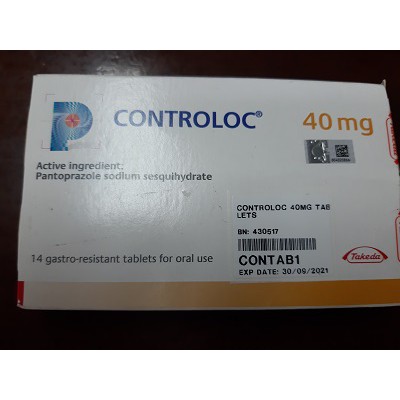 CONTROLOC® 40 mg
Active ingredient:
Pantoprazole sodium sesquihydrate
CONTROLOC 40MG TAB
LETS
BN: 430517
14 gastro-resistant tablets for oral use
CONTAB1
Takeda
EXP DATE: 30/09/2021